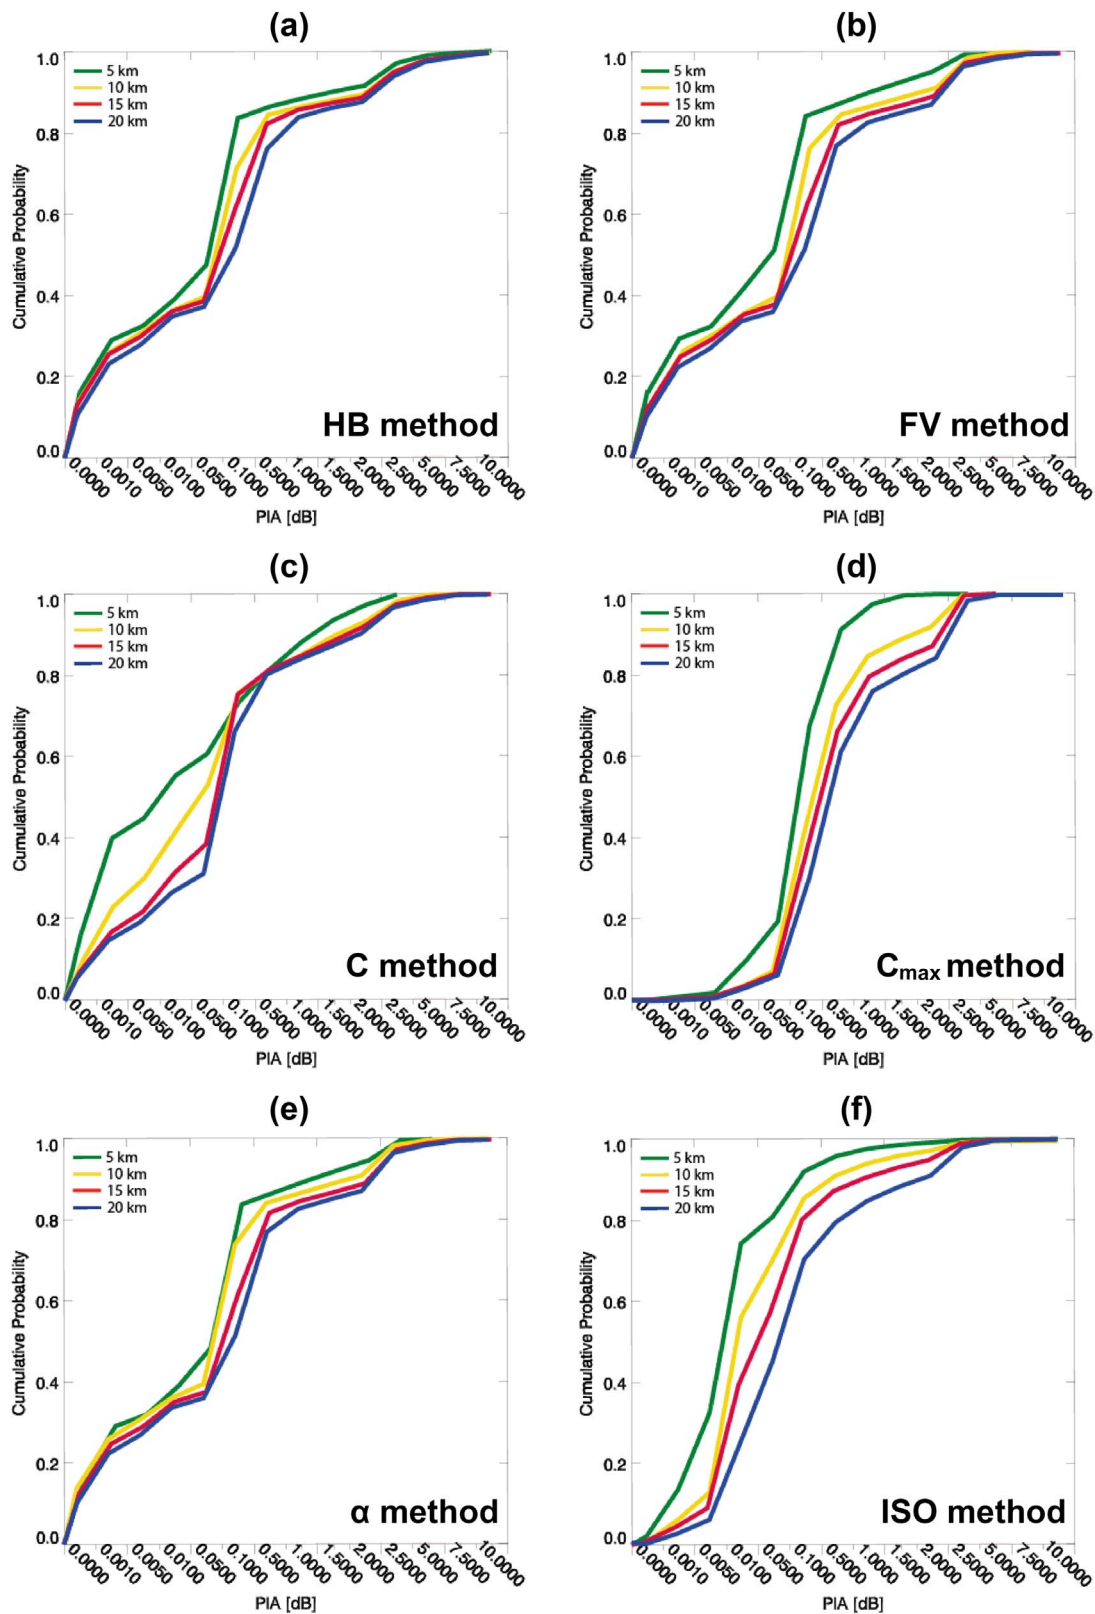 (a)
1.0
0.8
0.6
0.4
0.2
0.0
Cumulative Probability
5 km
10 km
15 km
20 km
HB method
0.0000
0.0010
0.0050
0.0100
0.0500
0.1000
0.5000
1.0000
1.5000
2.0000
2.5000
5.0000
7.5000
10.0000
PIA [dB]
(b)
1.0
0.8
0.6
0.4
0.2
0.0
Cumulative Probability
5 km
10 km
15 km
20 km
FV method
0.0000
0.0010
0.0050
0.0100
0.0500
0.1000
0.5000
1.0000
1.5000
2.0000
2.5000
5.0000
7.5000
10.0000
PIA [dB]
(c)
1.0
0.8
0.6
0.4
0.2
0.0
Cumulative Probability
5 km
10 km
15 km
20 km
C method
0.0000
0.0010
0.0050
0.0100
0.0500
0.1000
0.5000
1.0000
1.5000
2.0000
2.5000
5.0000
7.5000
10.0000
PIA [dB]
(d)
1.0
0.8
0.6
0.4
0.2
0.0
Cumulative Probability
5 km
10 km
15 km
20 km
Cmax method
0.0000
0.0010
0.0050
0.0100
0.0500
0.1000
0.5000
1.0000
1.5000
2.0000
2.5000
5.0000
7.5000
10.0000
PIA [dB]
(e)
1.0
0.8
0.6
0.4
0.2
0.0
Cumulative Probability
5 km
10 km
15 km
20 km
α method
0.0000
0.0010
0.0050
0.0100
0.0500
0.1000
0.5000
1.0000
1.5000
2.0000
2.5000
5.0000
7.5000
10.0000
PIA [dB]
(f)
1.0
0.8
0.6
0.4
0.2
0.0
Cumulative Probability
5 km
10 km
15 km
20 km
ISO method
0.0000
0.0010
0.0050
0.0100
0.0500
0.1000
0.5000
1.0000
1.5000
2.0000
2.5000
5.0000
7.5000
10.0000
PIA [dB]